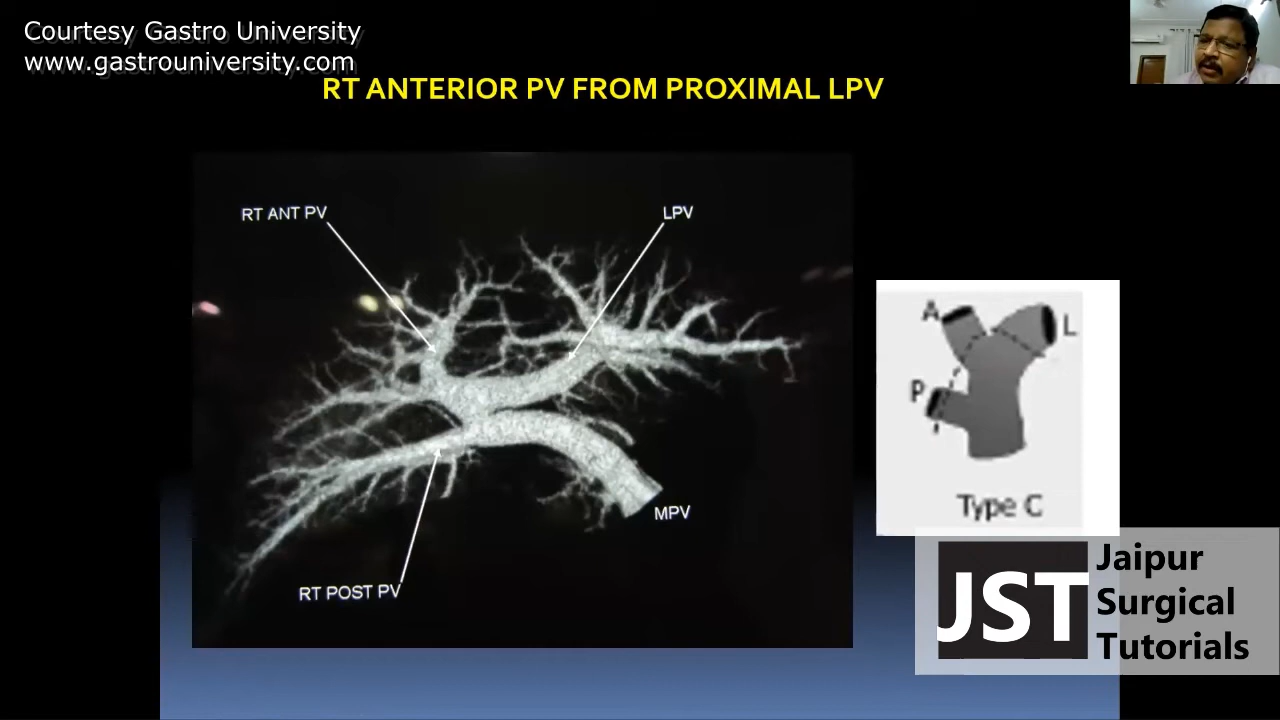 Courtesy Gastro University
www.gastrouniversity.com
RT ANTERIOR PV FROM PROXIMAL LPV
RT ANT PV
LPV
MPV
RT POST PV
A
L
P
Type C
JST
Jaipur
Surgical
Tutorials